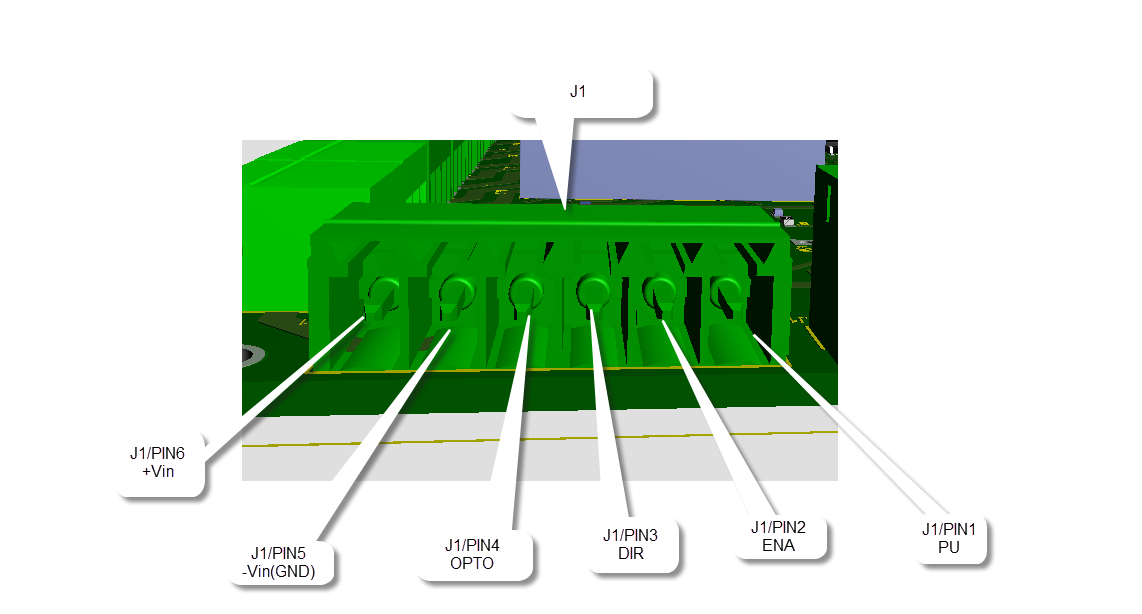 J1
J1/PIN6
+Vin
J1/PIN5
-Vin(GND)
J1/PIN4
OPTO
J1/PIN3
DIR
J1/PIN2
ENA
J1/PIN1
PU